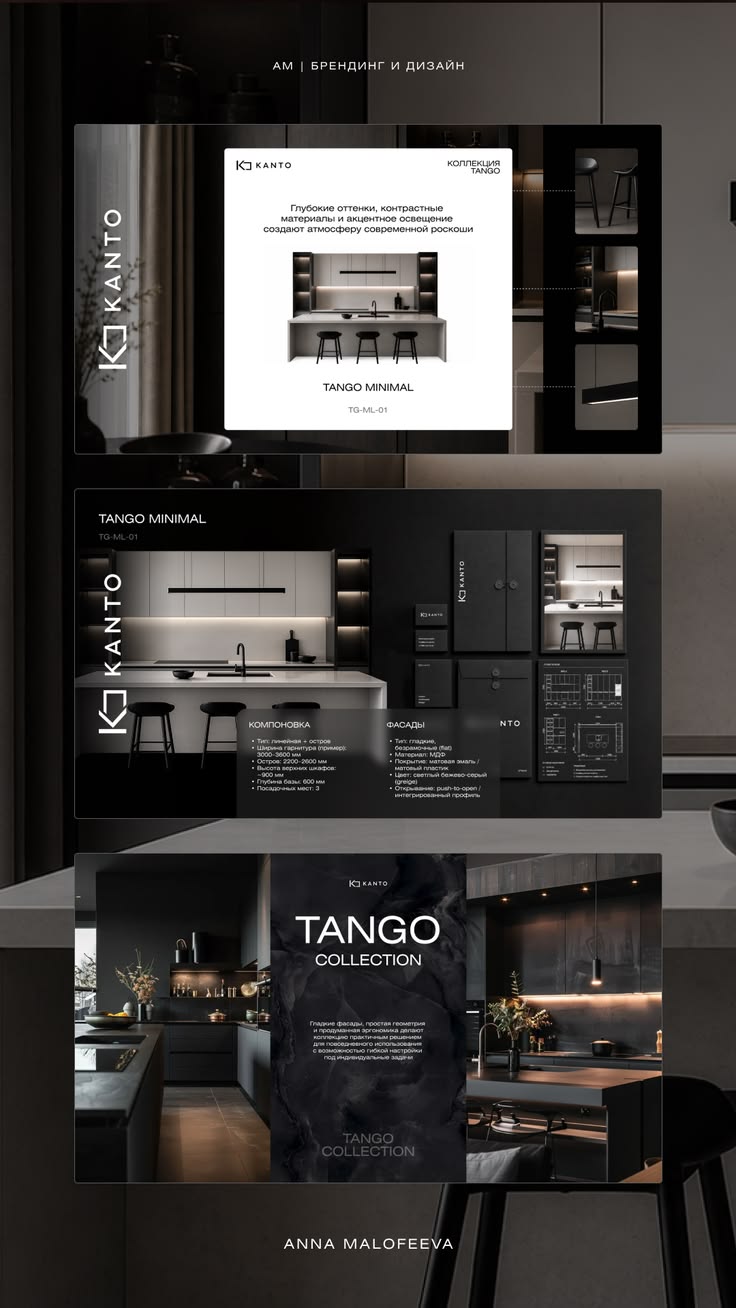 АМ | БРЕНДИНГ И ДИЗАЙН
KANTO
KANTO
КОЛЛЕКЦИЯ
TANGO
Глубокие оттенки, контрастные
материалы и акцентное освещение
создают атмосферу современной роскоши
TANGO MINIMAL
TG-ML-01
TANGO MINIMAL
TG-ML-01
KANTO
KANTO
KANTO
NTO
КОМПОНОВКА
• Тип: линейная + остров
• Ширина гарнитура (пример):
3000–3600 мм
• Остров: 2200–2600 мм
• Высота верхних шкафов:
~900 мм
• Глубина базы: 600 мм
• Посадочных мест: 3
ФАСАДЫ
• Тип: гладкие,
безрамочные (flat)
• Материал: МДФ
• Покрытие: матовая эмаль /
матовый пластик
• Цвет: светлый бежево-серый
(greige)
• Открывание: push-to-open /
интегрированный профиль
KANTO
TANGO
COLLECTION
Гладкие фасады, простая геометрия
и продуманная эргономика делают
коллекцию практичным решением
для повседневного использования
с возможностью гибкой настройки
под индивидуальные задачи
TANGO
COLLECTION
ANNA MALOFEEVA